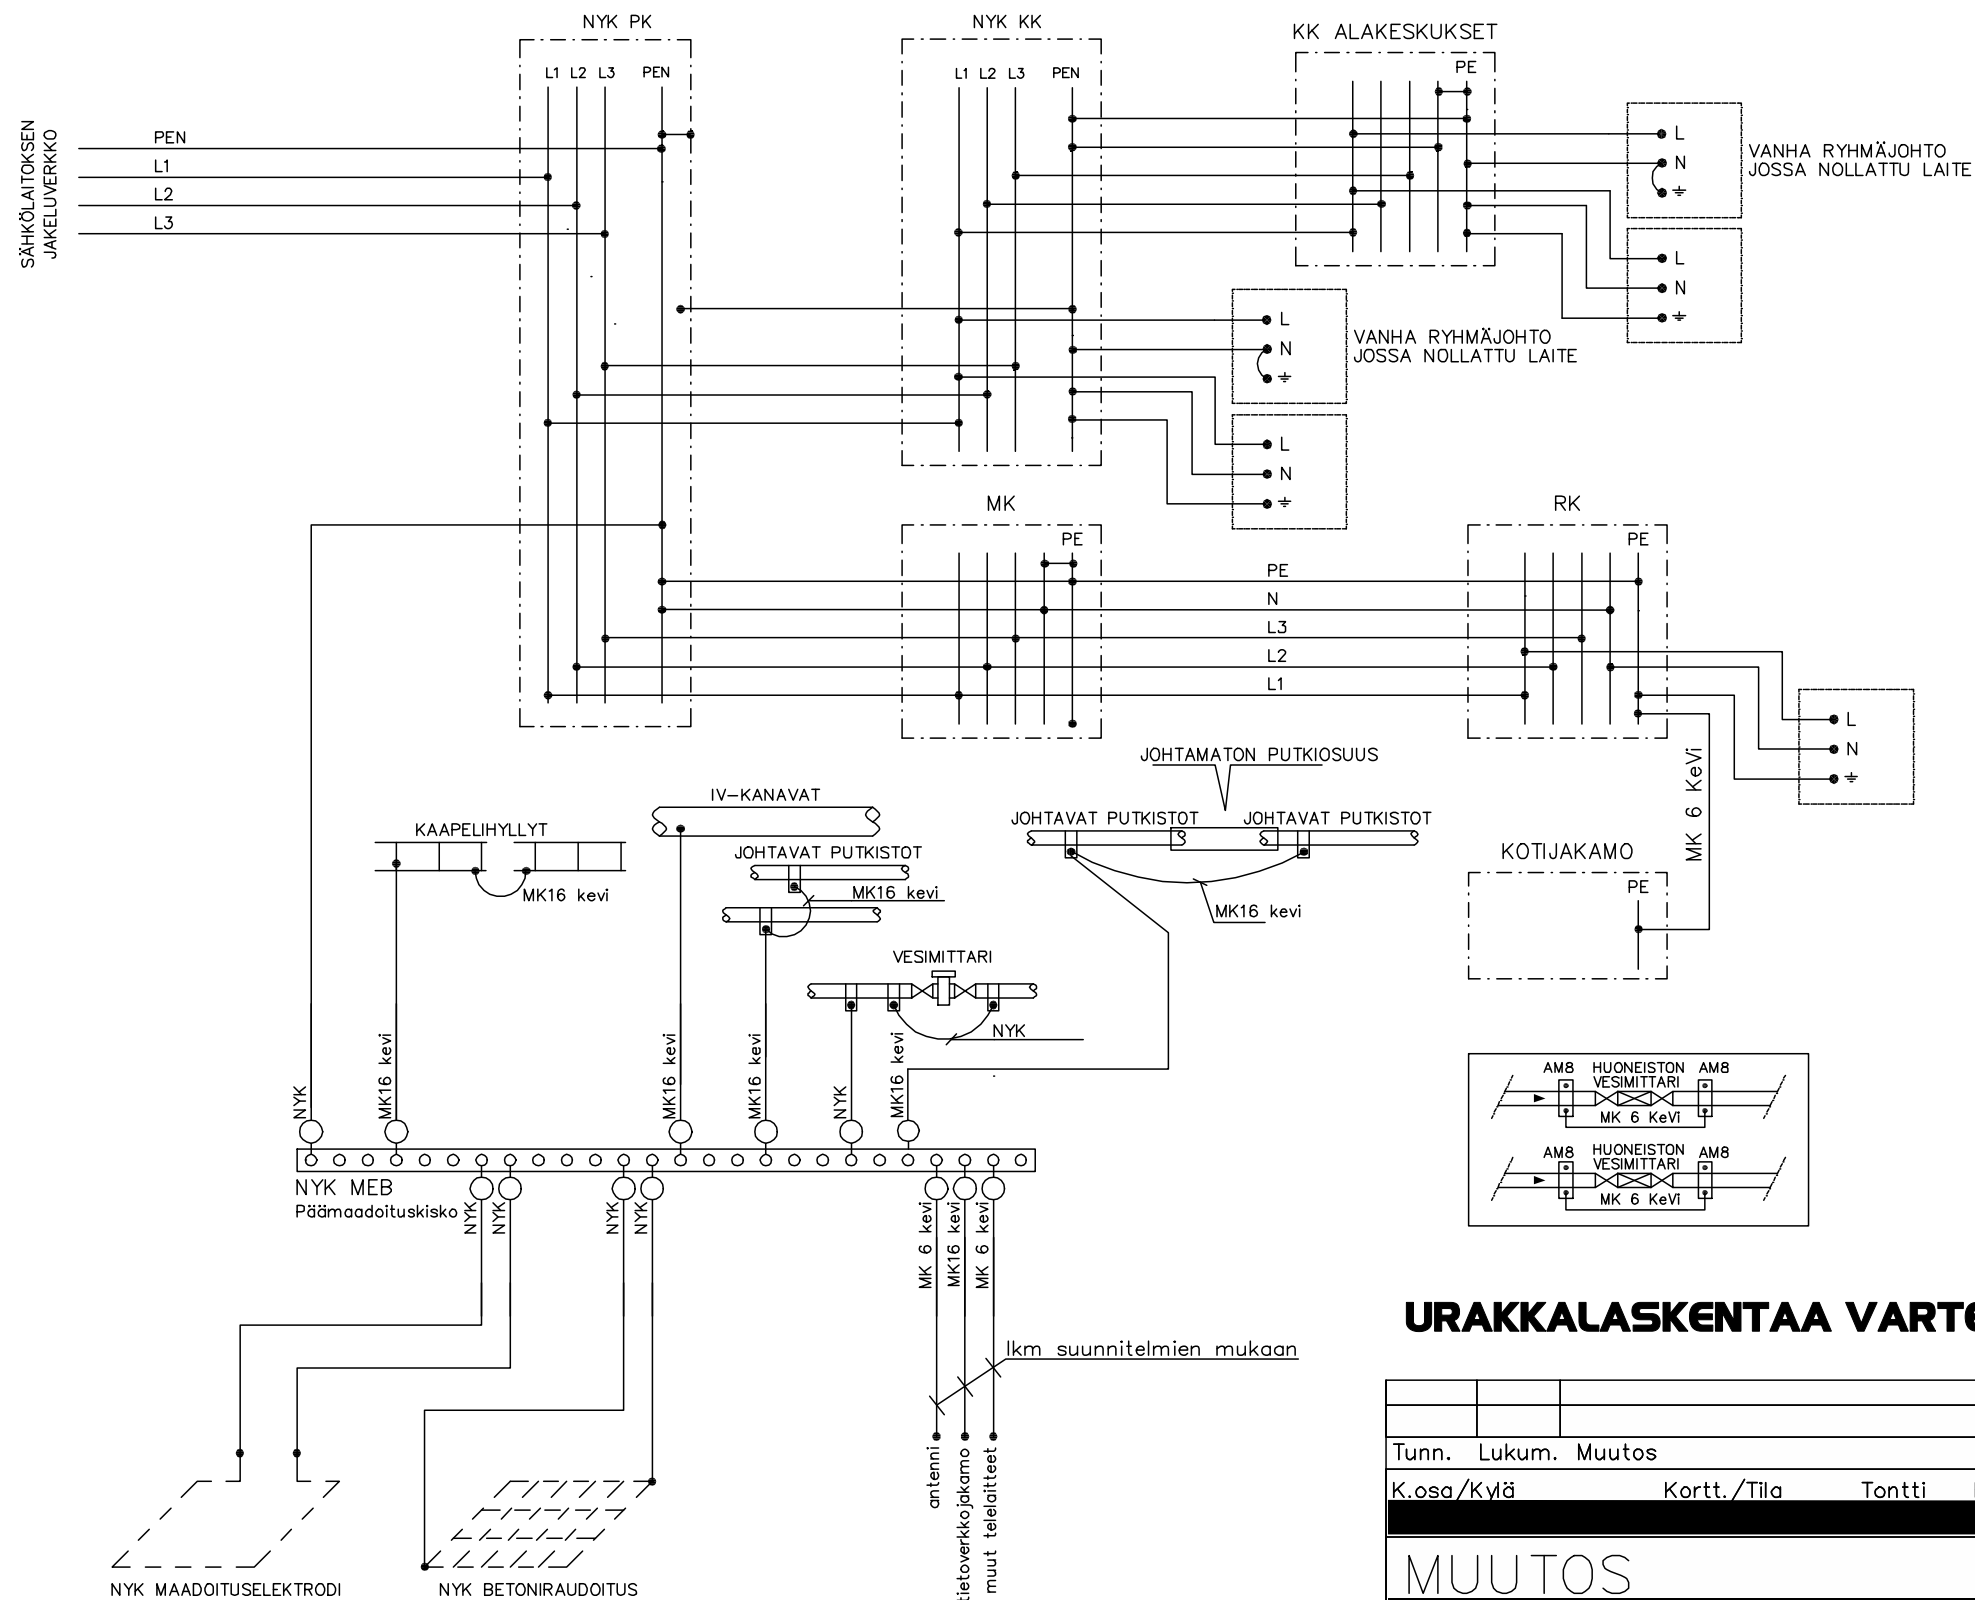 NYK PK
NYK KK
KK ALAKESKUKSET
L1 L2 L3 PEN
L1 L2 L3 PEN
PE
SÄHKÖLAITOKSEN
JAKELUVERKKO
PEN
L1
L2
L3
L
N
VANHA RYHMÄJOHTO
JOSSA NOLLATTU LAITE
L
N
L
N
VANHA RYHMÄJOHTO
JOSSA NOLLATTU LAITE
L
N
MK
RK
PE
PE
PE
N
L3
L2
L1
L
N
MK 6 KeVi
JOHTAMATON PUTKIOSUUS
IV-KANAVAT
KAAPELIHYLLYT
JOHTAVAT PUTKISTOT
JOHTAVAT PUTKISTOT
JOHTAVAT PUTKISTOT
MK16 kevi
MK16 kevi
MK16 kevi
KOTIJAKAMO
PE
VESIMITTARI
NYK
NYK
MK16 kevi
MK16 kevi
MK16 kevi
NYK
MK16 kevi
AM8 HUONEISTON AM8
VESIMITTARI
MK 6 KeVi
AM8 HUONEISTON AM8
VESIMITTARI
MK 6 KeVi
NYK MEB
Päämaadoituskisko
NYK
NYK
NYK
NYK
MK 6 kevi
MK16 kevi
MK 6 kevi
lkm suunnitelmien mukaan
antenni
tietoverkkojakamo
muut telelaitteet
NYK MAADOITUSELEKTRODI
NYK BETONIRAUDOITUS
URAKKALASKENTAA VARTE
Tunn. Lukum. Muutos
K.osa/Kylä Kortt./Tila Tontti
MUUTOS